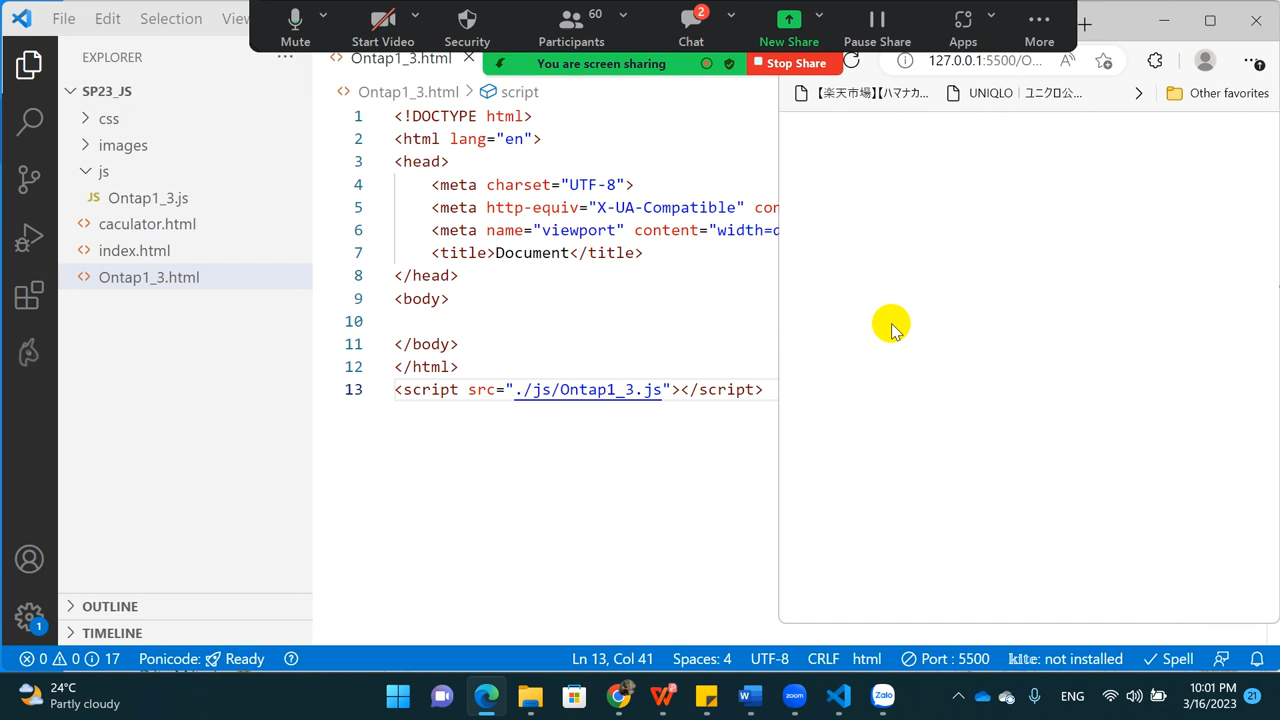 File Edit Selection View
Mute Start Video Security Participants 60 Chat 2 New Share Pause Share Apps More
You are screen sharing Stop Share
EXPLORER
Ontap1_3.html
127.0.0.1:5500/O...
SP23_JS
Ontap1_3.html > script
【楽天市場】【ハマナカ... UNIQLO | ユニクロ公... Other favorites
css
images
js
JS Ontap1_3.js
caculator.html
index.html
Ontap1_3.html
1 <!DOCTYPE html>
2 <html lang="en">
3 <head>
4 <meta charset="UTF-8">
5 <meta http-equiv="X-UA-Compatible" con
6 <meta name="viewport" content="width=d
7 <title>Document</title>
8 </head>
9 <body>
10
11 </body>
12 </html>
13 <script src="./js/Ontap1_3.js"></script>
OUTLINE
TIMELINE
1
0 0 17 Ponicode: Ready Ln 13, Col 41 Spaces: 4 UTF-8 CRLF html Port : 5500 kite: not installed Spell
24°C
Partly cloudy
zoom Zalo
ENG
10:01 PM
3/16/2023
21